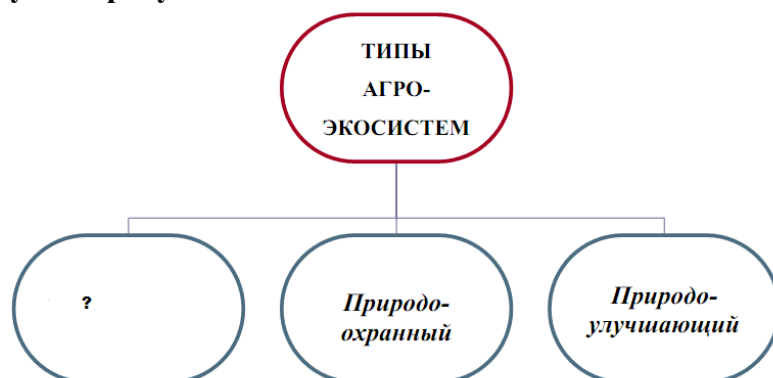 ТИПЫ
АГРО-
ЭКОСИСТЕМ
?
Природо-
охранный
Природо-
улучшающий